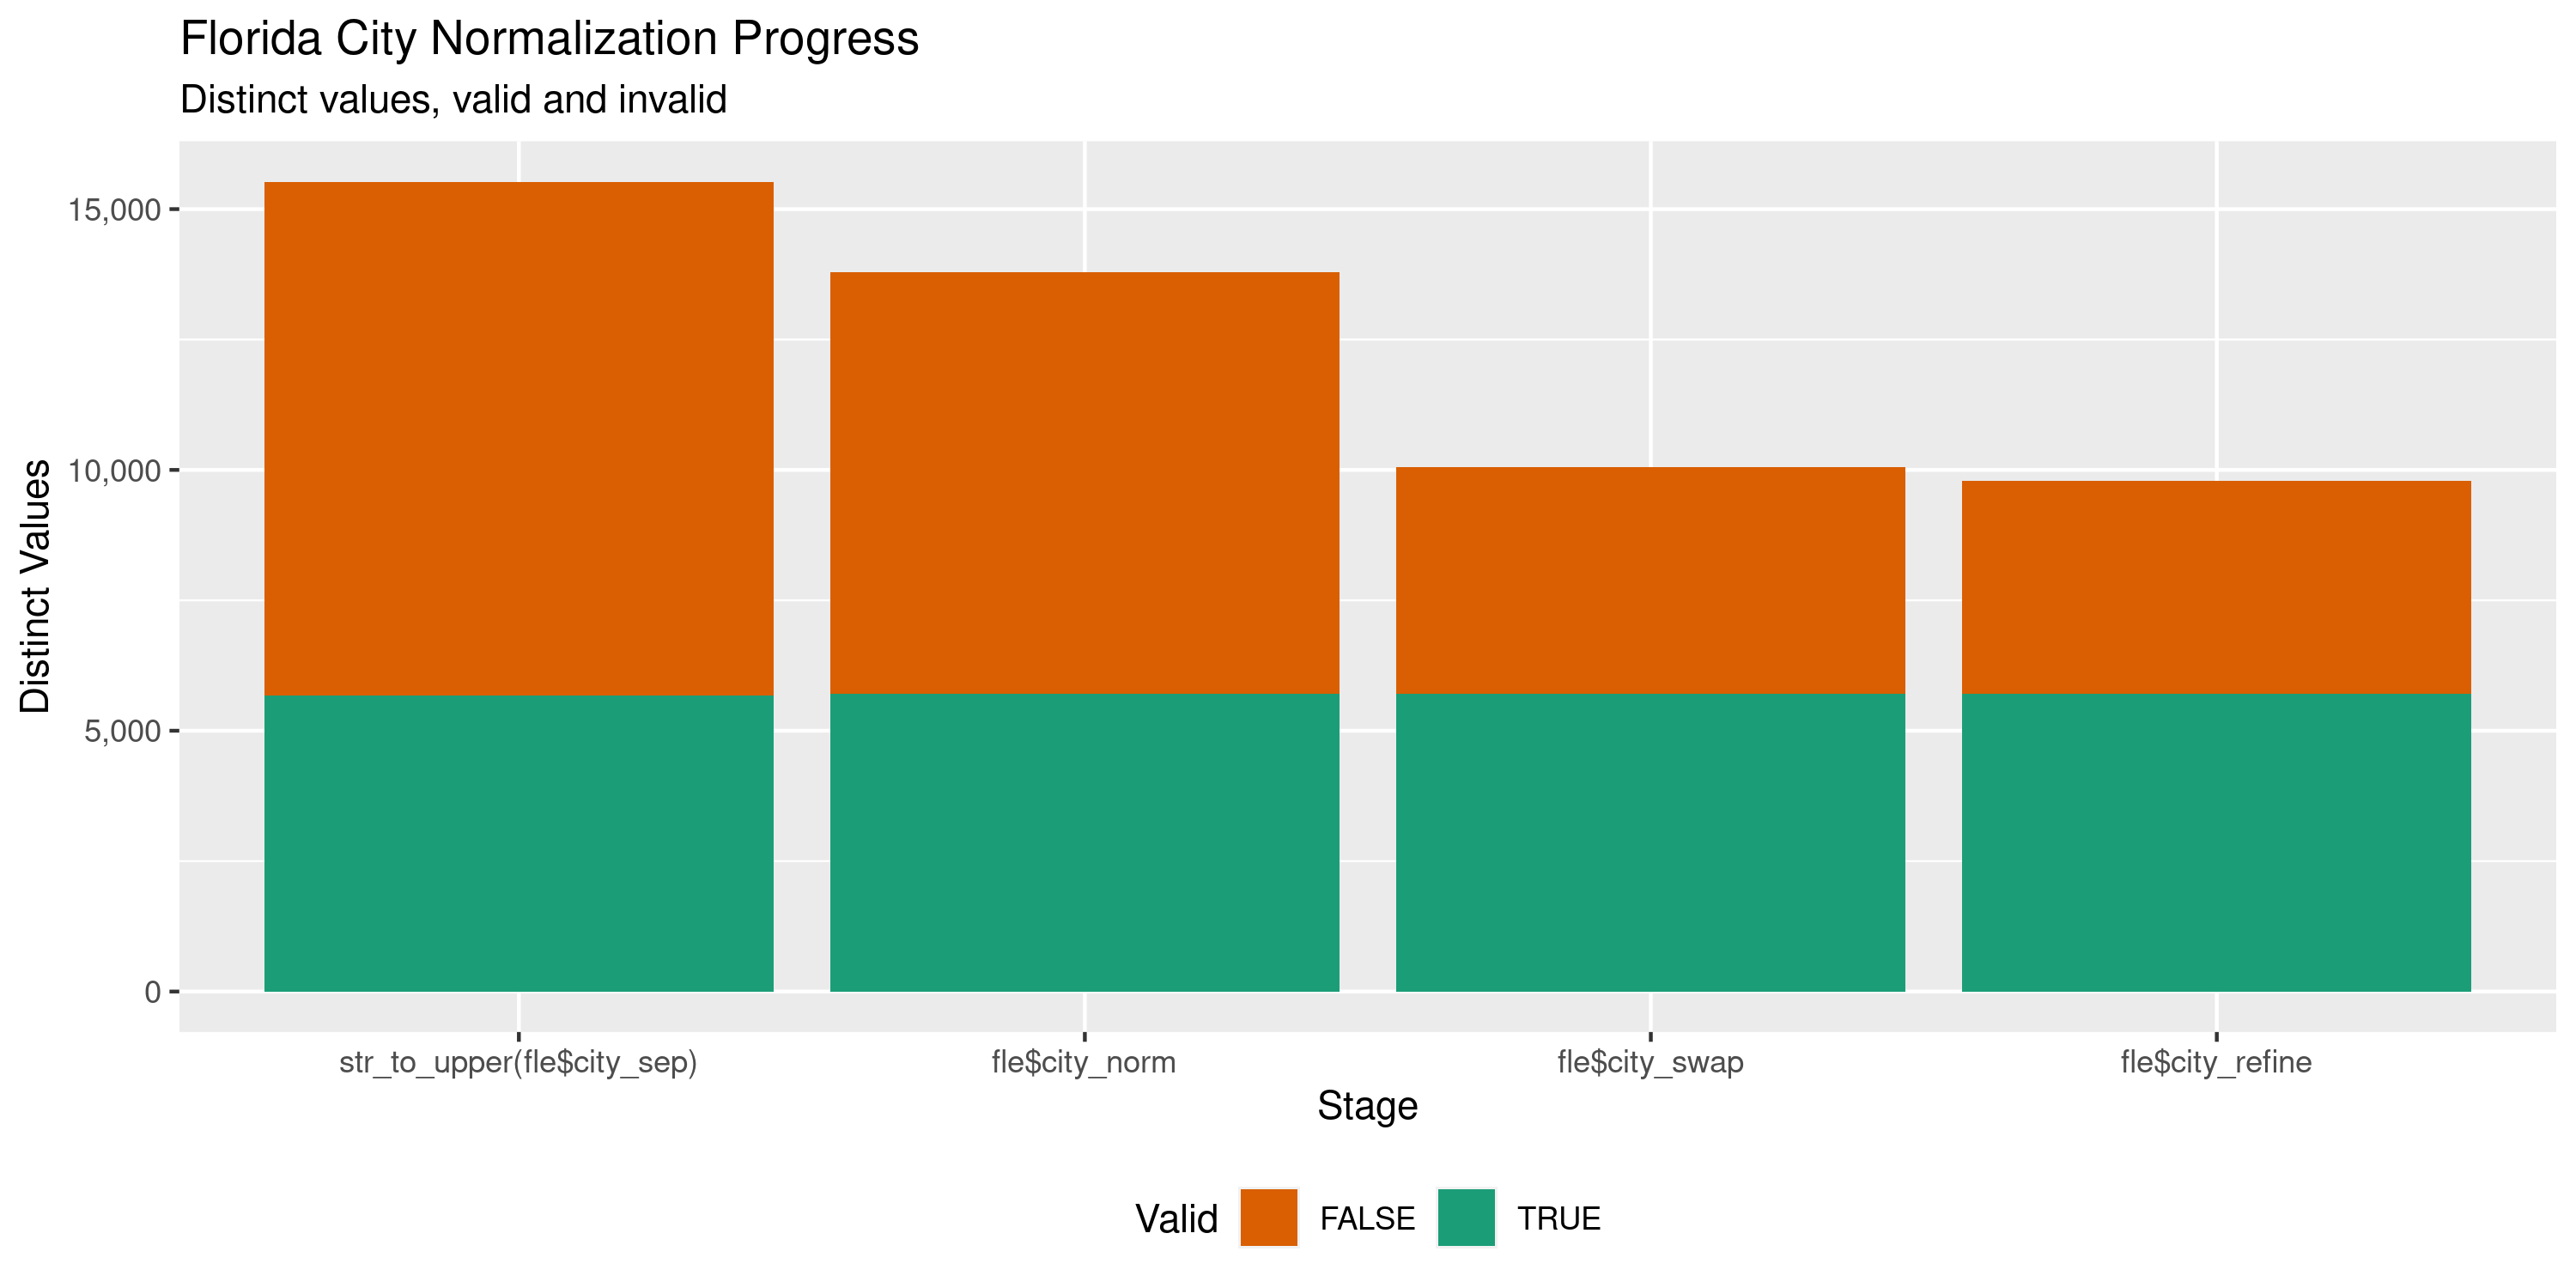 Florida City Normalization Progress
Distinct values, valid and invalid
Distinct Values
15,000
10,000
5,000
0
str_to_upper(fle$city_sep)
fle$city_norm
fle$city_swap
fle$city_refine
Stage
Valid
FALSE
TRUE